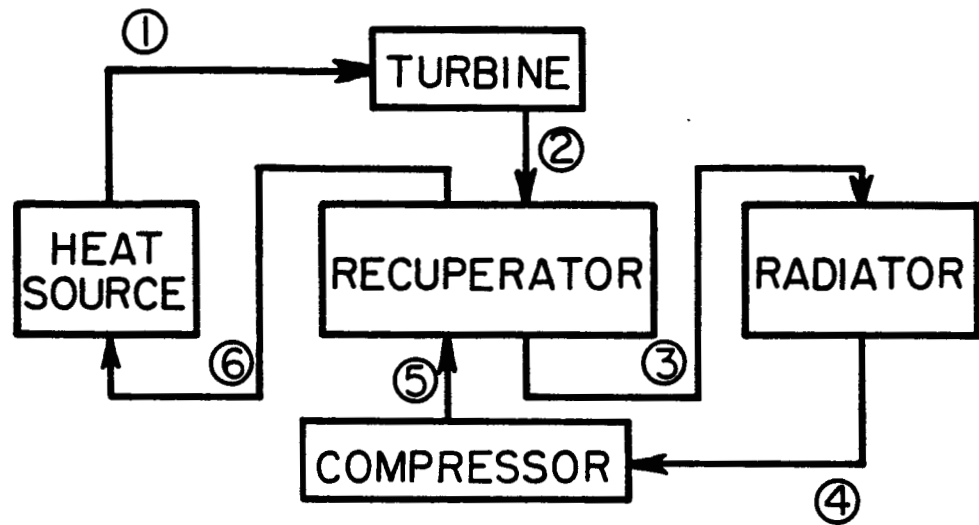 ①
TURBINE
②
HEAT
SOURCE
RECUPERATOR
RADIATOR
⑥
⑤
③
COMPRESSOR
④